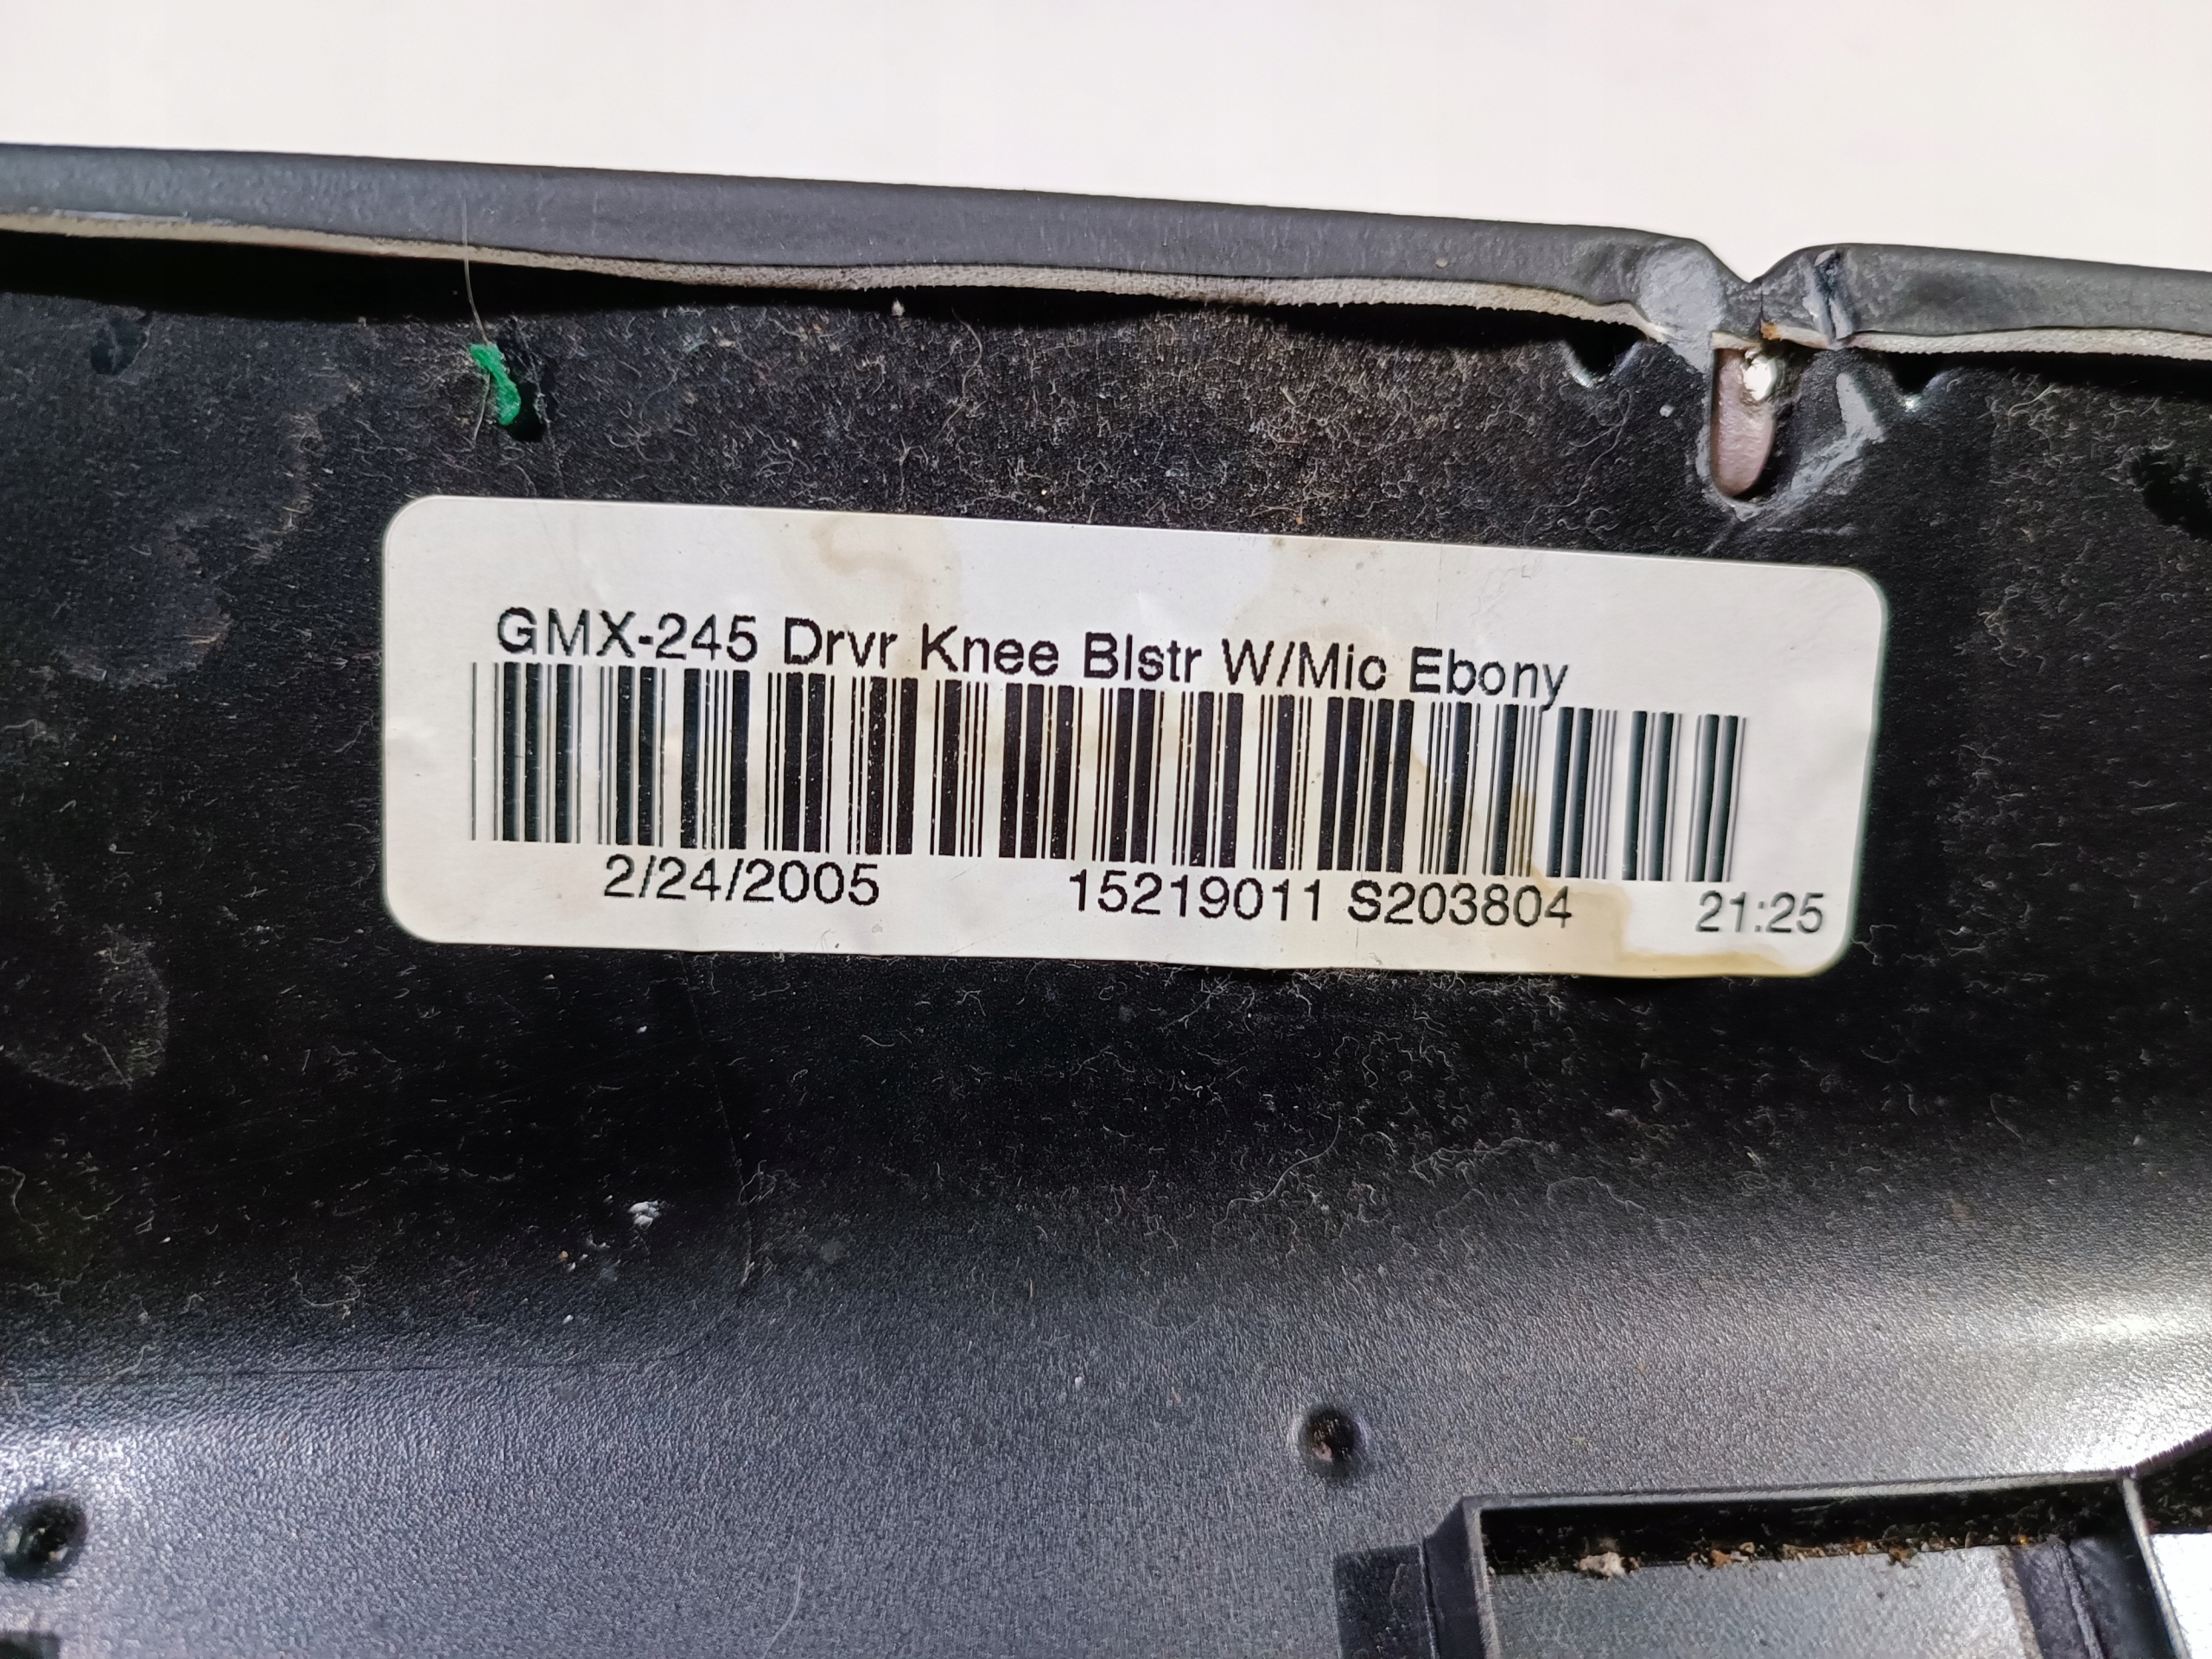 GMX-245 Drvr Knee Blstr W/Mic Ebony
2/24/2005 15219011 S203804 21:25